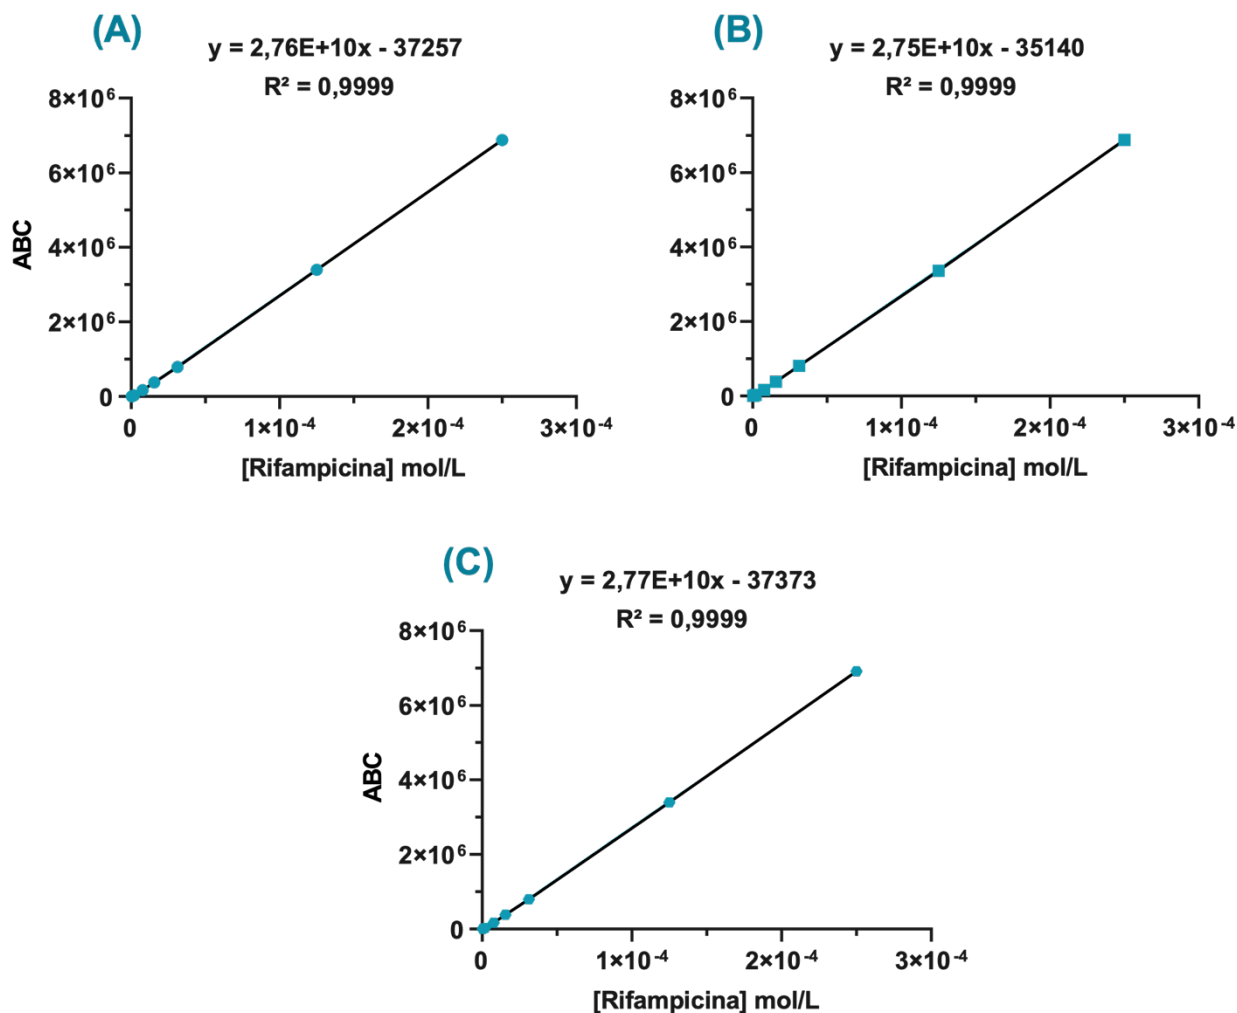 (A)
y = 2,76E+10x - 37257
R² = 0,9999
8×10⁶
6×10⁶
4×10⁶
2×10⁶
0
ABC
0 1×10⁻⁴ 2×10⁻⁴ 3×10⁻⁴
[Rifampicina] mol/L
(B)
y = 2,75E+10x - 35140
R² = 0,9999
8×10⁶
6×10⁶
4×10⁶
2×10⁶
0
0 1×10⁻⁴ 2×10⁻⁴ 3×10⁻⁴
[Rifampicina] mol/L
(C)
y = 2,77E+10x - 37373
R² = 0,9999
8×10⁶
6×10⁶
4×10⁶
2×10⁶
0
ABC
0 1×10⁻⁴ 2×10⁻⁴ 3×10⁻⁴
[Rifampicina] mol/L